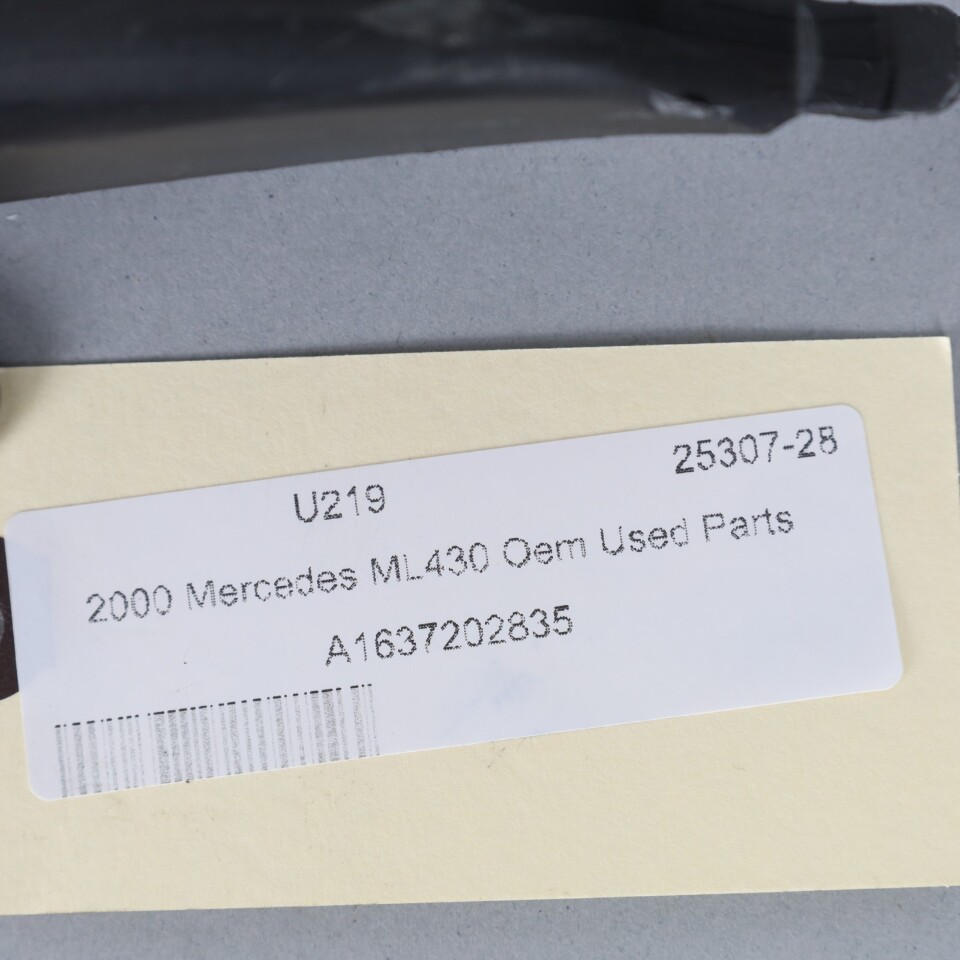 U219 25307-28
2000 Mercedes ML430 Oem Used Parts
A1637202835